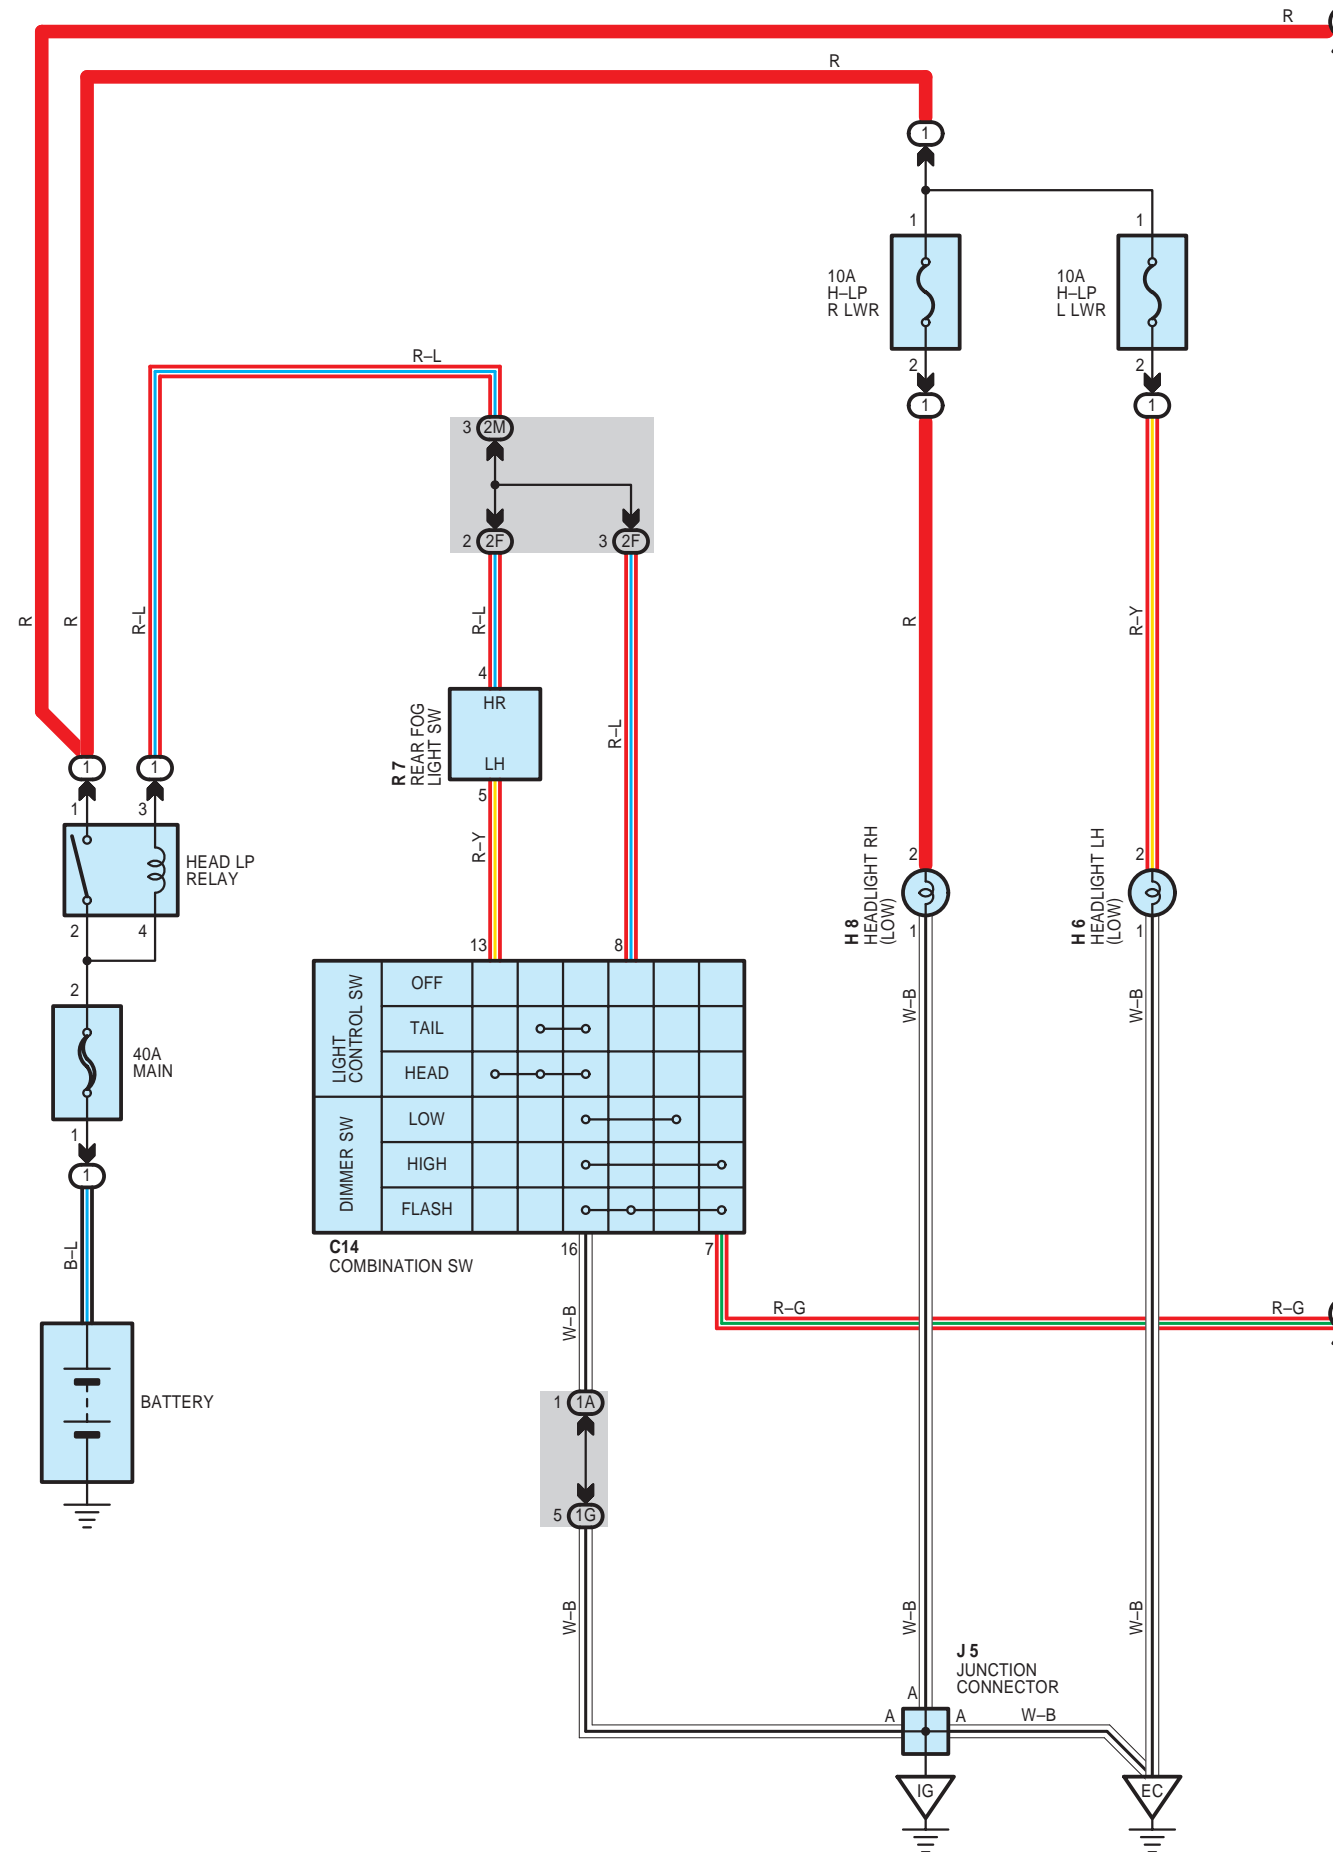 R
R
1
1
1
10A
H–LP
R LWR
10A
H–LP
L LWR
2
2
1
1
R–L
3 2M
2 2F
3 2F
R
R
R–L
R–L
R–L
R
R–Y
4
HR
LH
R 7
REAR FOG
LIGHT SW
5
R–Y
1
1
1
3
HEAD LP
RELAY
2
4
2
40A
MAIN
1
1
B–L
BATTERY
13
8
LIGHT
CONTROL SW
OFF
TAIL
HEAD
DIMMER SW
LOW
HIGH
FLASH
C14
COMBINATION SW
16
7
2
H 8
HEADLIGHT RH
(LOW)
1
2
H 6
HEADLIGHT LH
(LOW)
1
W–B
W–B
R–G
R–G
W–B
1 1A
5 1G
W–B
W–B
W–B
J 5
JUNCTION
CONNECTOR
A
A
A
W–B
IG
EC